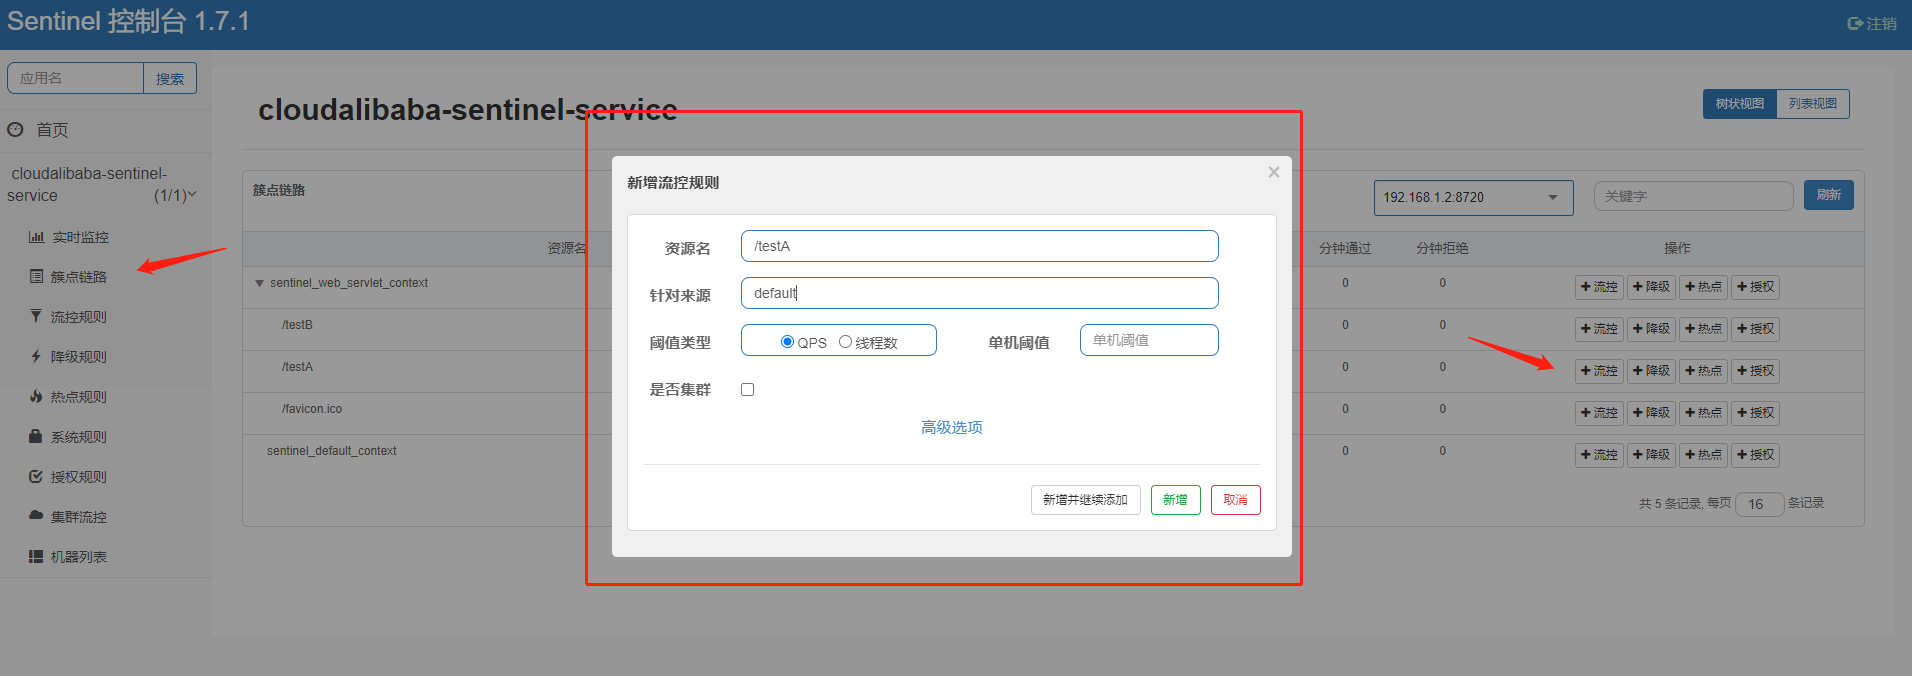 Sentinel 控制台 1.7.1
注销
应用名
搜索
首页
cloudalibaba-sentinel-service
(1/1)
实时监控
簇点链路
流控规则
降级规则
热点规则
系统规则
授权规则
集群流控
机器列表
cloudalibaba-sentinel-service
树状视图 列表视图
簇点链路
192.168.1.2:8720
关键字
刷新
资源名
分钟通过 分钟拒绝 操作
sentinel_web_servlet_context 0 0 流控 降级 热点 授权
/testB 0 0 流控 降级 热点 授权
/testA 0 0 流控 降级 热点 授权
/favicon.ico 0 0 流控 降级 热点 授权
sentinel_default_context 0 0 流控 降级 热点 授权
共 5 条记录, 每页 16 条记录
新增流控规则
×
资源名 /testA
针对来源 default
阈值类型 QPS 线程数 单机阈值 单机阈值
是否集群
高级选项
新增并继续添加 新增 取消